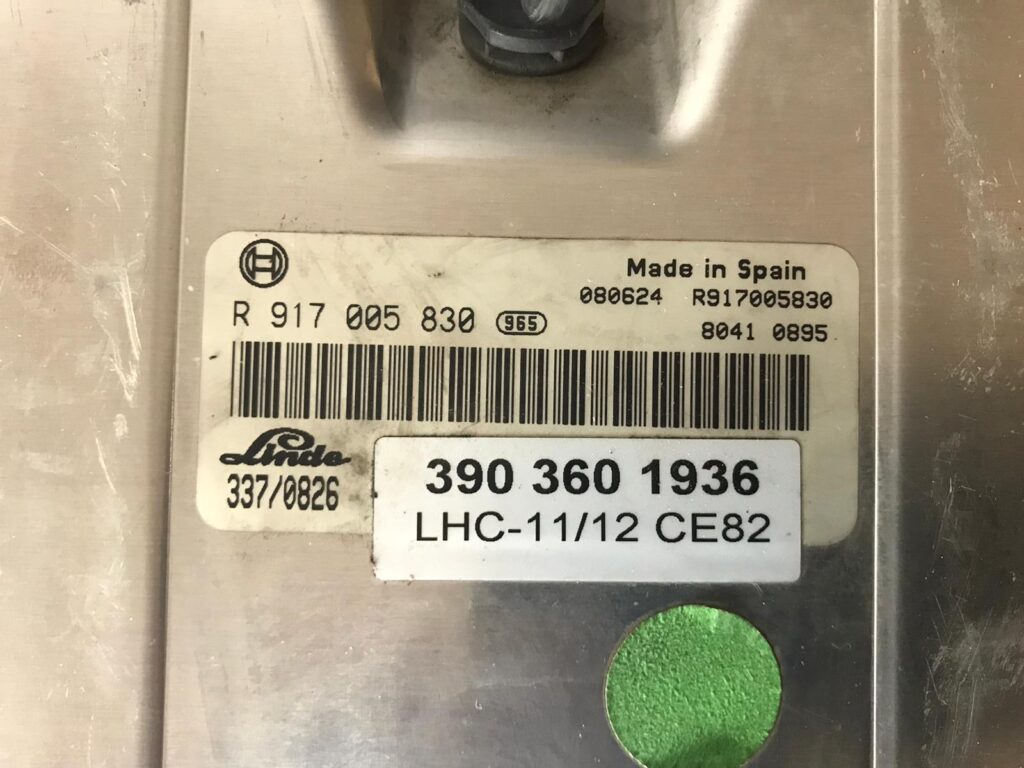 Made in Spain
080624 R917005830
R 917 005 830 965
8041 0895
Linde
337/0826
390 360 1936
LHC-11/12 CE82